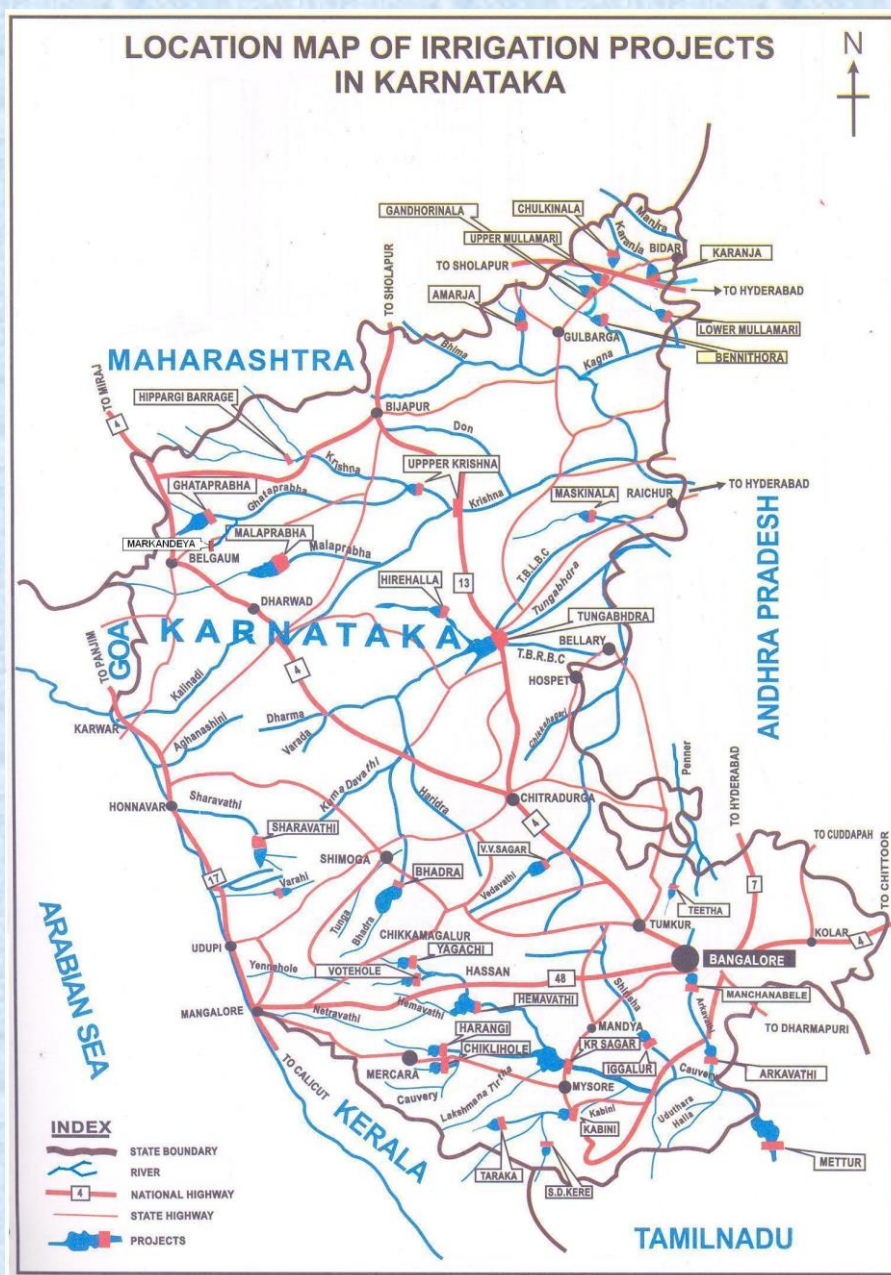 LOCATION MAP OF IRRIGATION PROJECTS
IN KARNATAKA
N
GANDHORINALA
CHULKINALA
Manjra
UPPER MULLAMARI
Karanja
BIDAR
KARANJA
TO SHOLAPUR
TO SHOLAPUR
TO HYDERABAD
AMARJA
LOWER MULLAMARI
GULBARGA
BENNITHORA
Bhima
Kagna
MAHARASHTRA
TO MIRAJ
4
HIPPARGI BARRAGE
BIJAPUR
Don
Krishna
UPPPER KRISHNA
GHATAPRABHA
Ghataprabha
Krishna
MASKINALA
RAICHUR
TO HYDERABAD
MARKANDEYA
MALAPRABHA
BELGAUM
Malaprabha
T.B.L.B.C
Tungabhdra
HIREHALLA
13
DHARWAD
TUNGABHDRA
KARNATAKA
BELLARY
T.B.R.B.C
HOSPET
ANDHRA PRADESH
GOA
TO PANJIM
4
Kalinadi
KARWAR
Aghanashini
Dharma
Varada
Chikkahagari
Penner
Kuma Davathi
Haridra
HONNAVAR
Sharavathi
CHITRADURGA
TO HYDERABAD
4
SHARAVATHI
SHIMOGA
V.V.SAGAR
TO CUDDAPAH
TO CHITTOOR
BHADRA
17
Varahi
Vedavathi
7
TEETHA
Tunga
Bhadra
TUMKUR
KOLAR
4
CHIKKAMAGALUR
UDUPI
YAGACHI
BANGALORE
Yennehole
VOTEHOLE
HASSAN
48
ARABIAN SEA
HEMAVATHI
Shimsha
MANCHANABELE
MANGALORE
Netravathi
Hemavathi
Arkavathi
MANDYA
TO DHARMAPURI
HARANGI
KR SAGAR
CHIKLIHOLE
IGGALUR
ARKAVATHI
MERCARA
Cauvery
TO CALICUT
Cauvery
Lakshmana Tirtha
MYSORE
Kabini
Uduthara
Halla
KABINI
KERALA
INDEX
STATE BOUNDARY
RIVER
METTUR
TARAKA
S.D.KERE
4
NATIONAL HIGHWAY
STATE HIGHWAY
PROJECTS
TAMILNADU